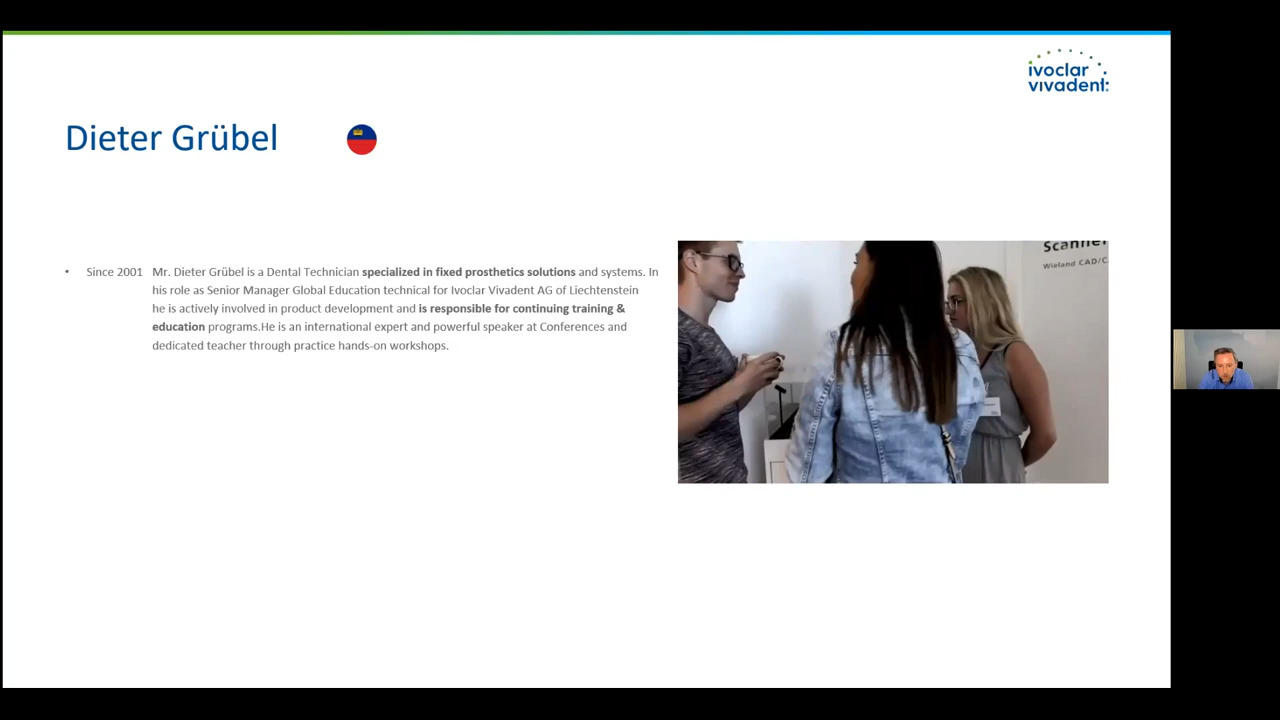 ivoclar
vivadent:
Dieter Grübel
• Since 2001 Mr. Dieter Grübel is a Dental Technician specialized in fixed prosthetics solutions and systems. In
his role as Senior Manager Global Education technical for Ivoclar Vivadent AG of Liechtenstein
he is actively involved in product development and is responsible for continuing training &
education programs.He is an international expert and powerful speaker at Conferences and
dedicated teacher through practice hands-on workshops.
Scanner
Wieland CAD/C